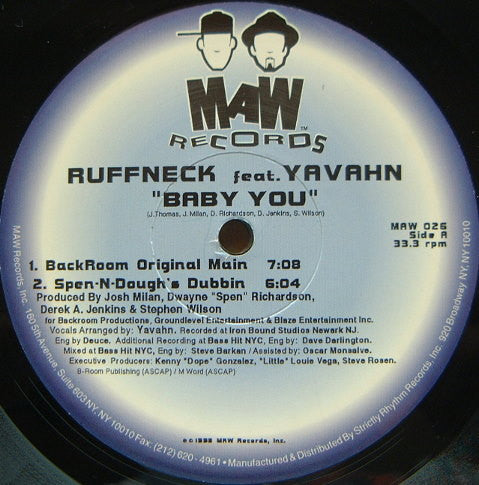 MAW
TM
RECORDS
RUFFNECK feat. YAVAHN
"BABY YOU"
(J.Thomas, J. Milan, D. Richardson, D. Jenkins, S. Wilson)
MAW 026
Side A
33.3 rpm
1. BackRoom Original Main 7:08
2. Spen-N-Dough's Dubbin 6:04
Produced By Josh Milan, Dwayne "Spen" Richardson,
Derek A. Jenkins & Stephen Wilson
for Backroom Productions, Groundlevel Entertainment & Blaze Entertainment Inc.
Vocals Arranged by: Yavahn. Recorded at Iron Bound Studios Newark NJ.
Eng by Deuce. Additional Recording at Bass Hit NYC, Eng by: Dave Darlington.
Mixed at Bass Hit NYC, Eng by: Steve Barkan / Assisted by: Oscar Monsalve.
Executive Producers: Kenny "Dope" Gonzalez, "Little" Louie Vega, Steve Rosen.
B-Room Publishing (ASCAP) / M Word (ASCAP)
MAW Records, Inc. 160 5th Avenue, Suite 803 NY, NY 10010 Fax: (212) 620 - 4961 • Manufactured & Distributed By Strictly Rhythm Records, Inc. 920 Broadway NY, NY 10010
MAW Records, Inc.